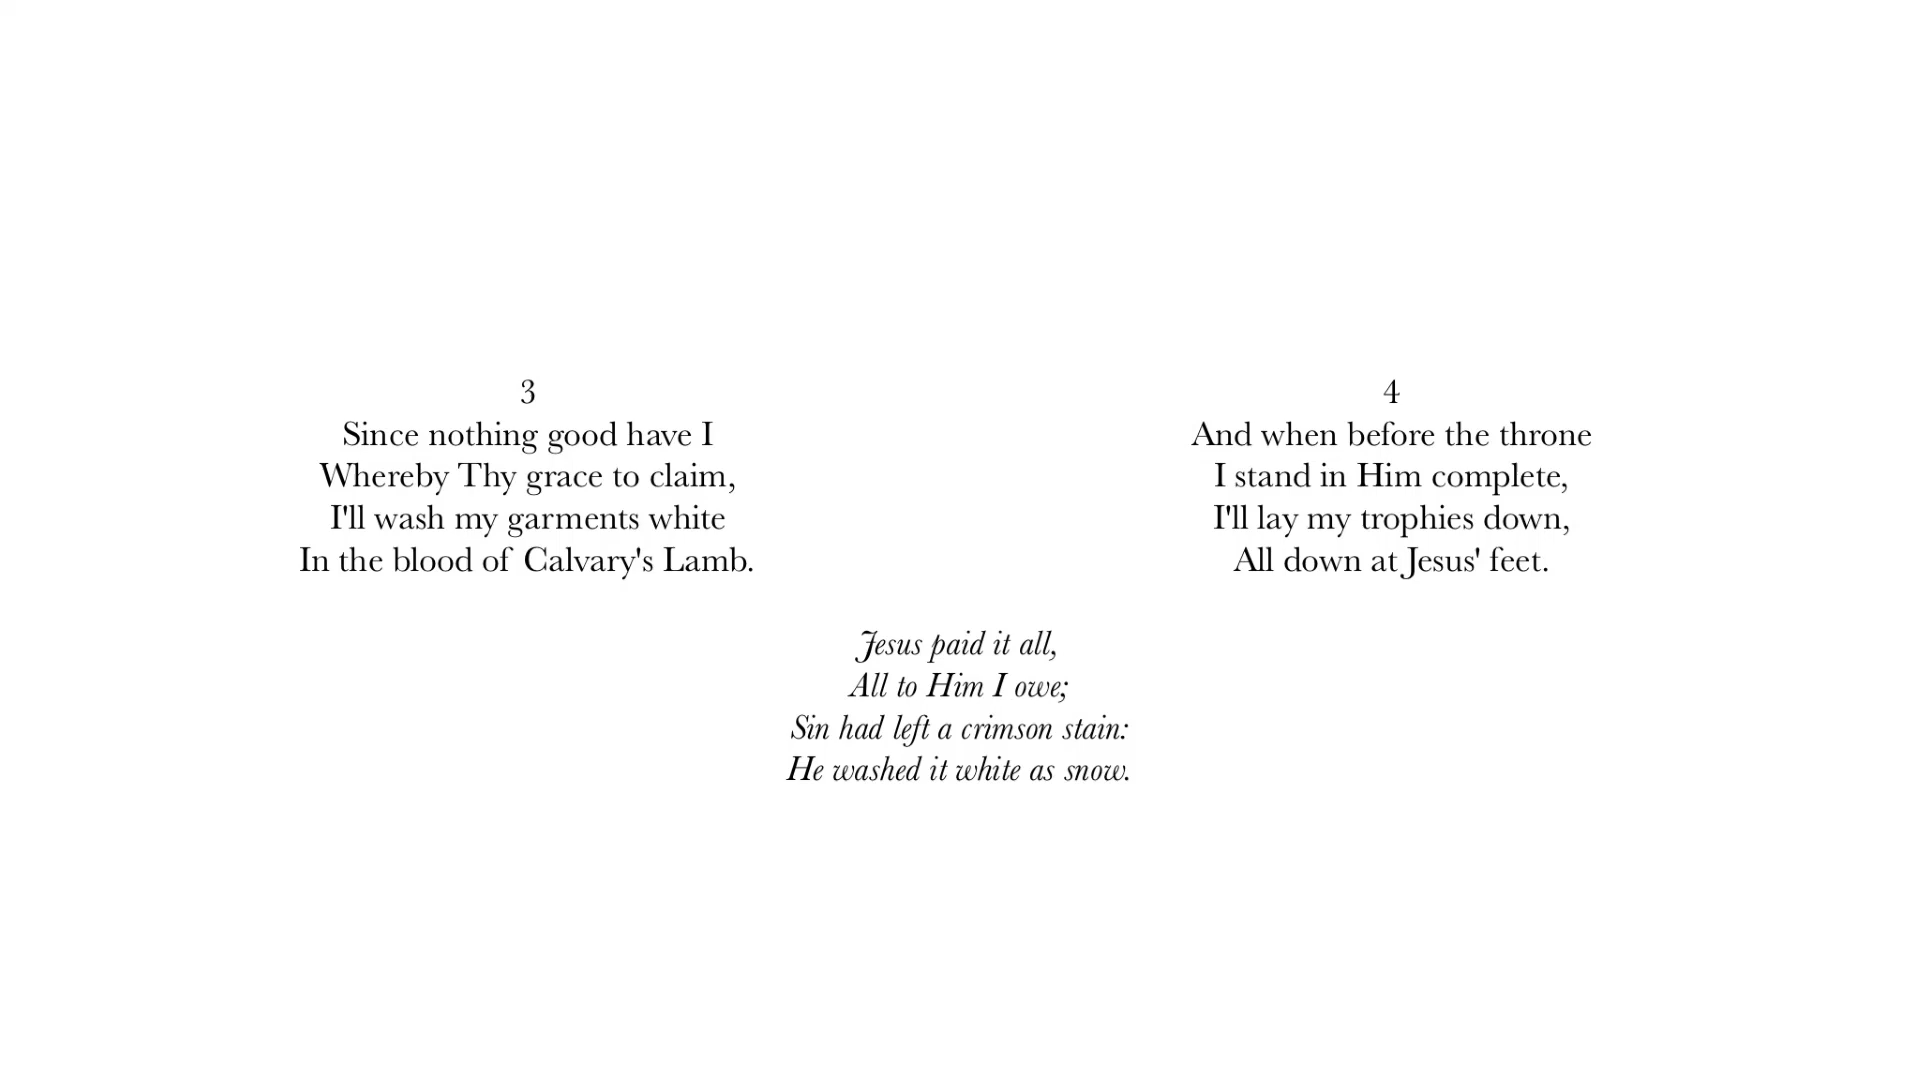 3
Since nothing good have I
Whereby Thy grace to claim,
I'll wash my garments white
In the blood of Calvary's Lamb.
4
And when before the throne
I stand in Him complete,
I'll lay my trophies down,
All down at Jesus' feet.
Jesus paid it all,
All to Him I owe;
Sin had left a crimson stain:
He washed it white as snow.